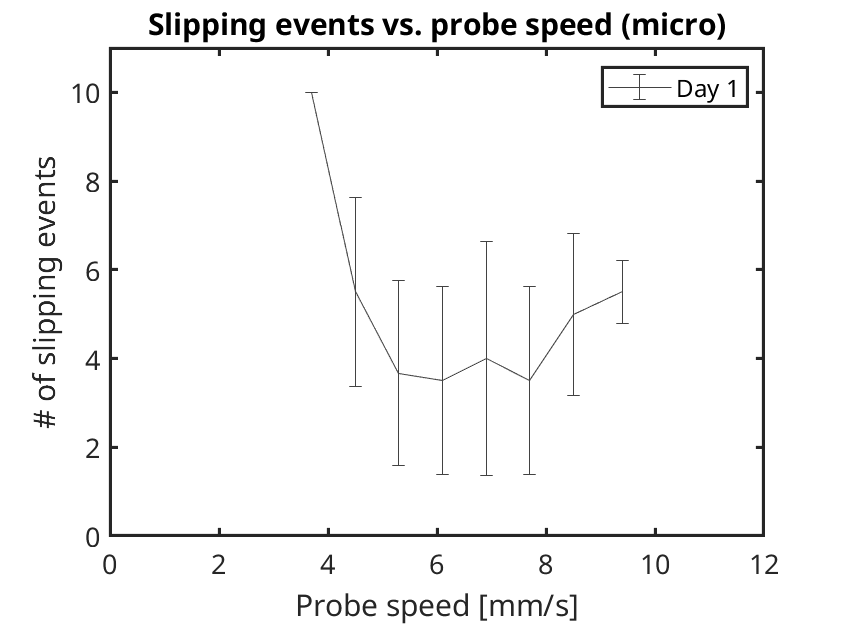 Slipping events vs. probe speed (micro)
Day 1
10
8
6
4
2
0
# of slipping events
0 2 4 6 8 10 12
Probe speed [mm/s]